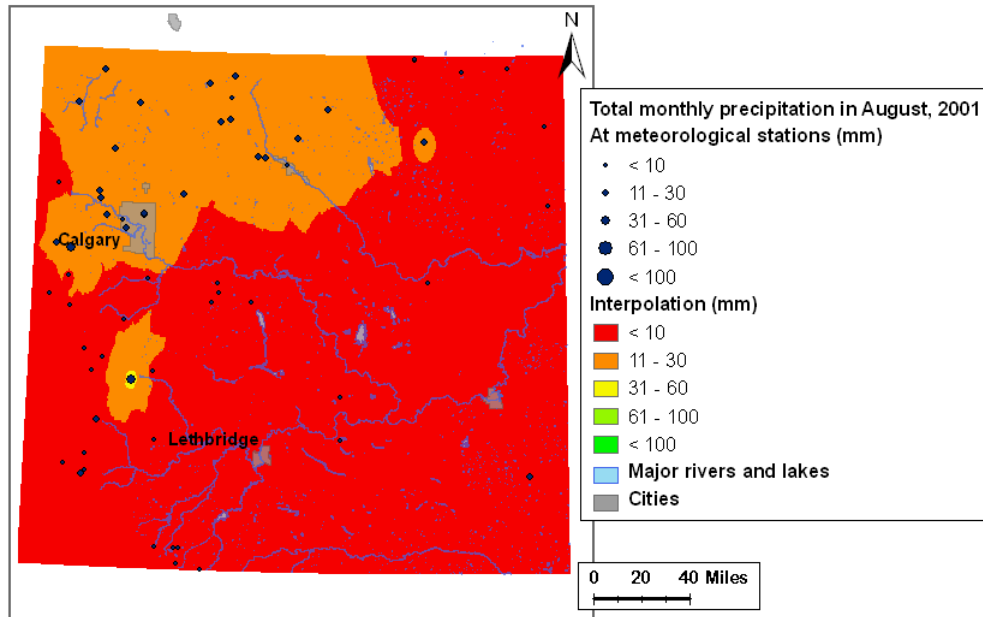 N
Total monthly precipitation in August, 2001
At meteorological stations (mm)
< 10
11 - 30
31 - 60
61 - 100
< 100
Interpolation (mm)
< 10
11 - 30
31 - 60
61 - 100
< 100
Major rivers and lakes
Cities
Calgary
Lethbridge
0 20 40 Miles